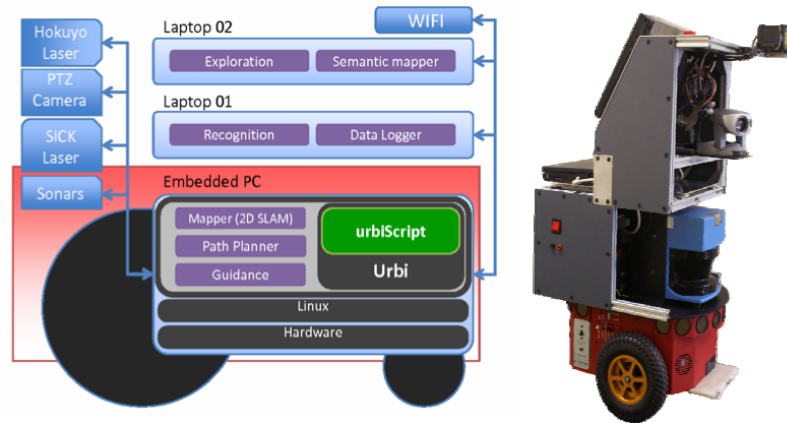 Hokuyo
Laser
PTZ
Camera
SICK
Laser
Sonars
WIFI
Laptop 02
Exploration
Semantic mapper
Laptop 01
Recognition
Data Logger
Embedded PC
Mapper (2D SLAM)
Path Planner
Guidance
urbiScript
Urbi
Linux
Hardware